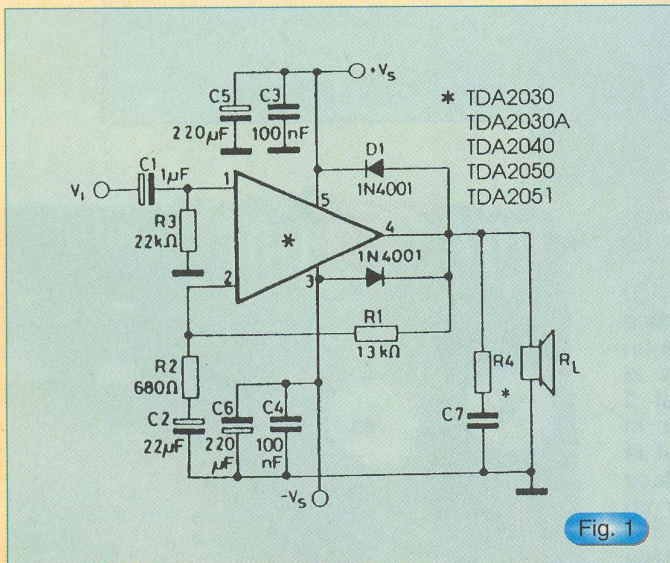 +Vs
C5
C3
220µF
100 nF
* TDA2030
TDA2030A
TDA2040
TDA2050
TDA2051
D1
1N4001
C1
1µF
Vi
1
5
R3
22kΩ
*
4
2
3
1N4001
R1
13kΩ
R2
680Ω
R4
*
RL
C2
22µF
C6
220
µF
C4
100
nF
C7
-Vs
Fig. 1